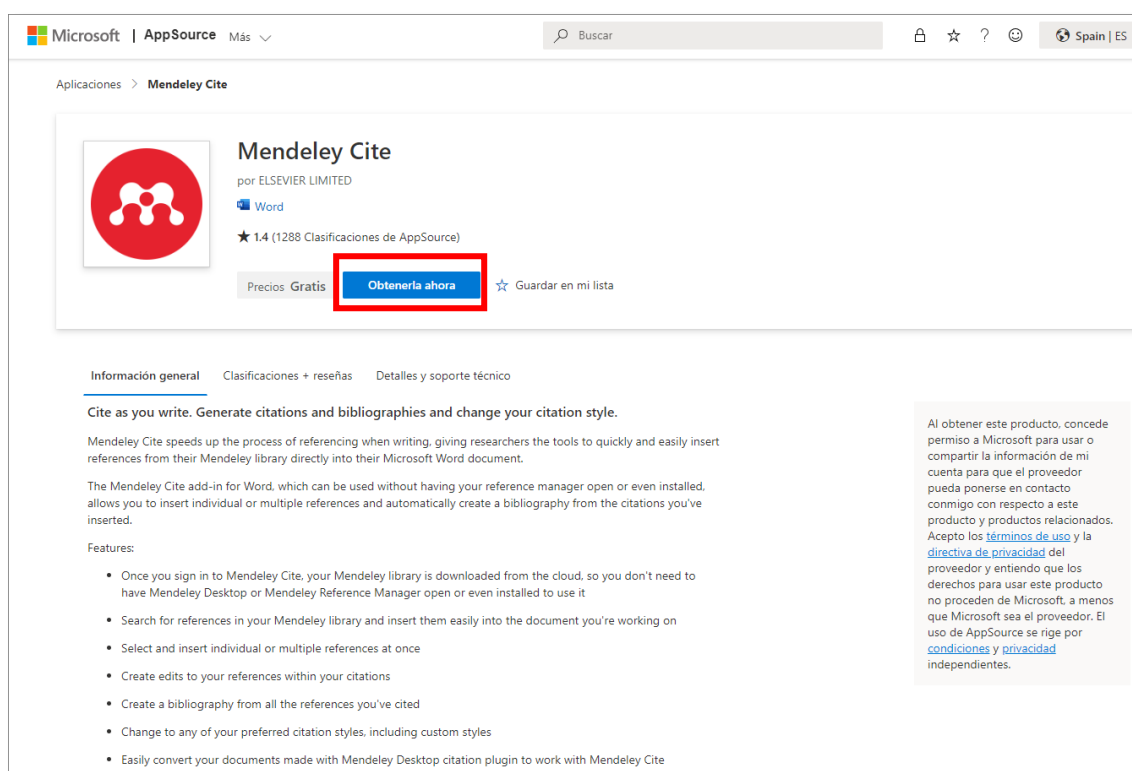 Microsoft | AppSource Más
Buscar
Spain | ES
Aplicaciones > Mendeley Cite
Mendeley Cite
por ELSEVIER LIMITED
Word
★ 1.4 (1288 Clasificaciones de AppSource)
Precios Gratis
Obtenerla ahora
☆ Guardar en mi lista
Información general
Clasificaciones + reseñas
Detalles y soporte técnico
Cite as you write. Generate citations and bibliographies and change your citation style.
Mendeley Cite speeds up the process of referencing when writing, giving researchers the tools to quickly and easily insert
references from their Mendeley library directly into their Microsoft Word document.
The Mendeley Cite add-in for Word, which can be used without having your reference manager open or even installed,
allows you to insert individual or multiple references and automatically create a bibliography from the citations you've
inserted.
Features:
• Once you sign in to Mendeley Cite, your Mendeley library is downloaded from the cloud, so you don't need to
have Mendeley Desktop or Mendeley Reference Manager open or even installed to use it
• Search for references in your Mendeley library and insert them easily into the document you're working on
• Select and insert individual or multiple references at once
• Create edits to your references within your citations
• Create a bibliography from all the references you've cited
• Change to any of your preferred citation styles, including custom styles
• Easily convert your documents made with Mendeley Desktop citation plugin to work with Mendeley Cite
Al obtener este producto, concede
permiso a Microsoft para usar o
compartir la información de mi
cuenta para que el proveedor
pueda ponerse en contacto
conmigo con respecto a este
producto y productos relacionados.
Acepto los términos de uso y la
directiva de privacidad del
proveedor y entiendo que los
derechos para usar este producto
no proceden de Microsoft, a menos
que Microsoft sea el proveedor. El
uso de AppSource se rige por
condiciones y privacidad
independientes.